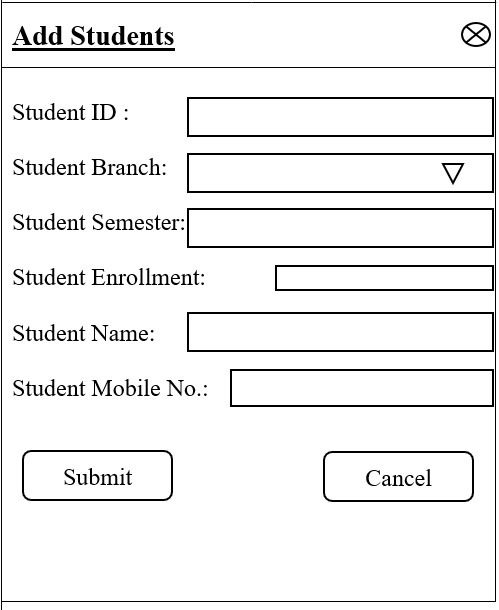 Add Students
Student ID :
Student Branch:
Student Semester:
Student Enrollment:
Student Name:
Student Mobile No.:
Submit
Cancel